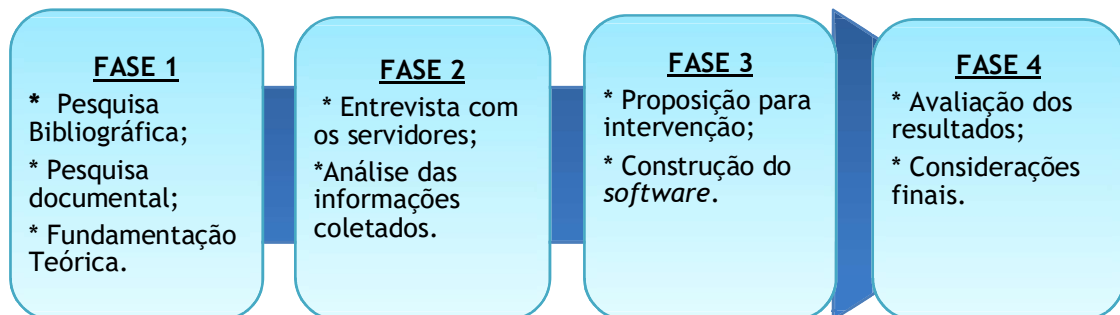 FASE 1
* Pesquisa
Bibliográfica;
* Pesquisa
documental;
* Fundamentação
Teórica.
FASE 2
* Entrevista com
os servidores;
*Análise das
informações
coletados.
FASE 3
* Proposição para
intervenção;
* Construção do
software.
FASE 4
* Avaliação dos
resultados;
* Considerações
finais.